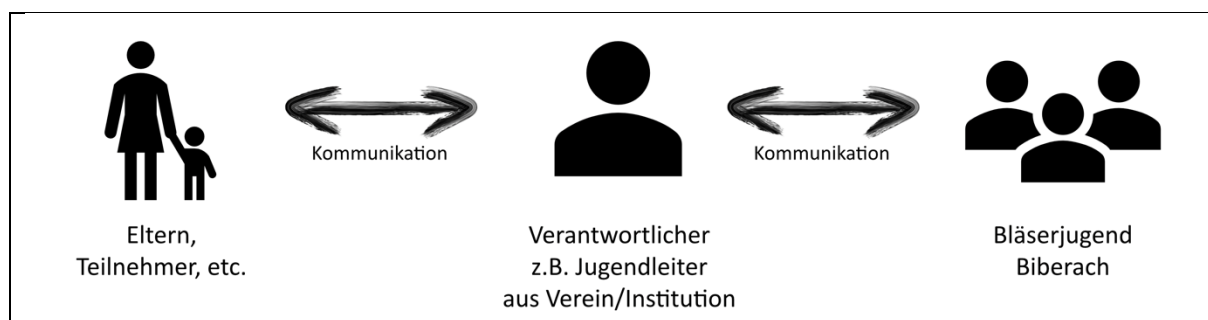 Kommunikation
Kommunikation
Eltern,
Teilnehmer, etc.
Verantwortlicher
z.B. Jugendleiter
aus Verein/Institution
Bläserjugend
Biberach